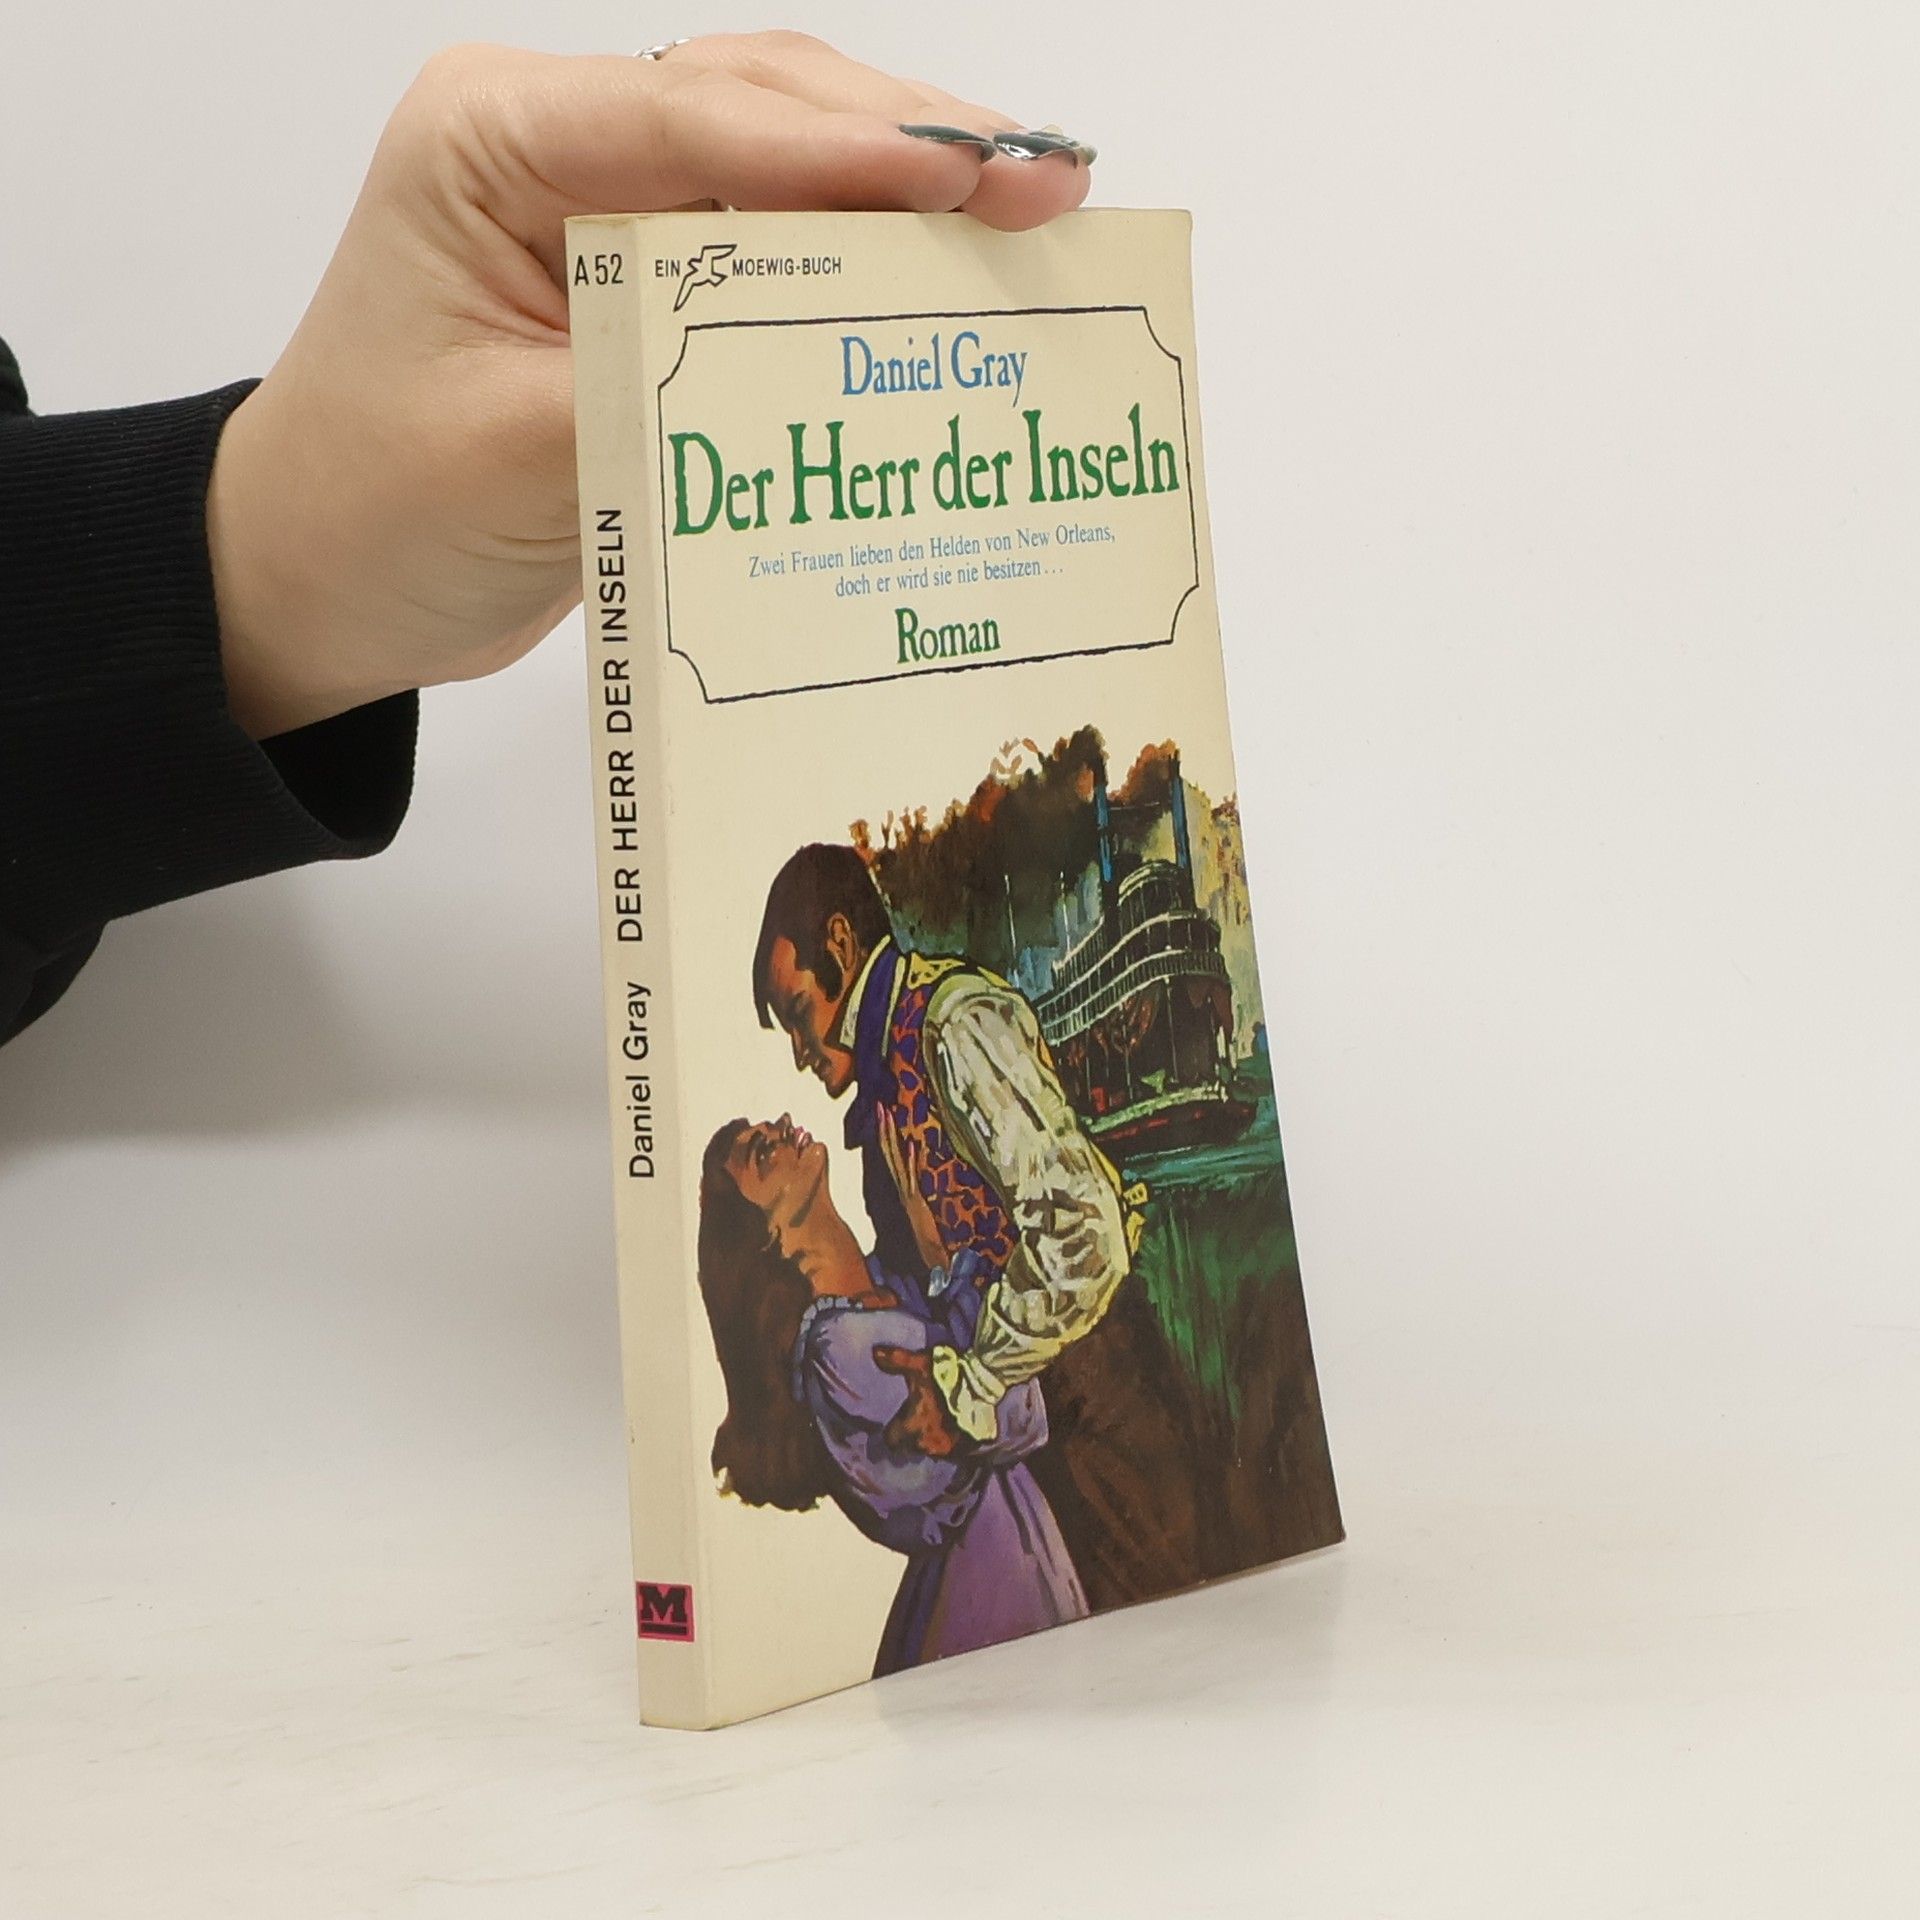 A 52
EIN MOEWIG-BUCH
Daniel Gray
Der Herr der Inseln
Zwei Frauen lieben den Helden von New Orleans,
doch er wird sie nie besitzen...
Roman
Daniel Gray DER HERR DER INSELN
M